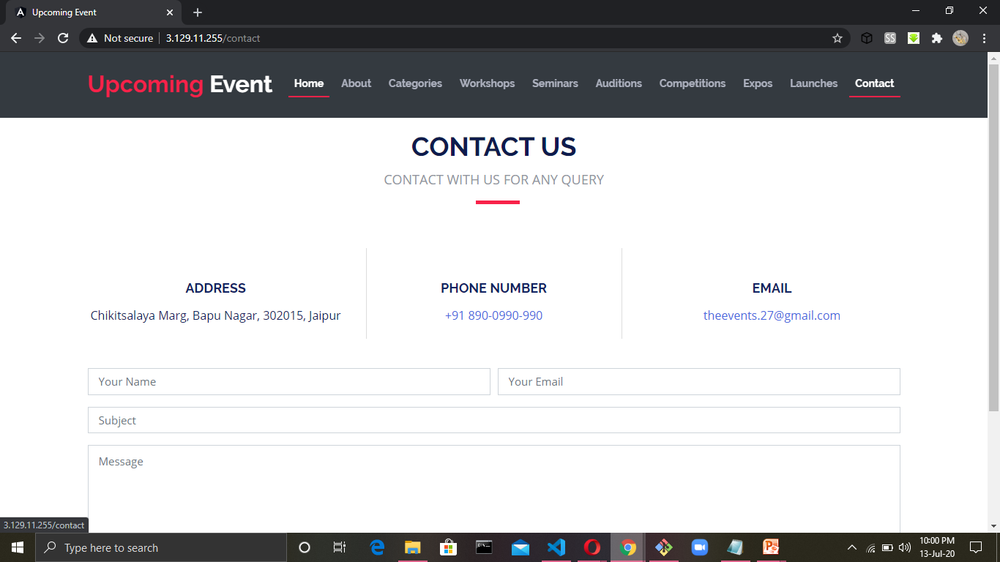 Upcoming Event
Not secure 3.129.11.255/contact
SS
Upcoming Event Home About Categories Workshops Seminars Auditions Competitions Expos Launches Contact
CONTACT US
CONTACT WITH US FOR ANY QUERY
ADDRESS PHONE NUMBER EMAIL
Chikitsalaya Marg, Bapu Nagar, 302015, Jaipur +91 890-0990-990 theevents.27@gmail.com
Your Name Your Email
Subject
Message
3.129.11.255/contact
Type here to search
10:00 PM
13-Jul-20